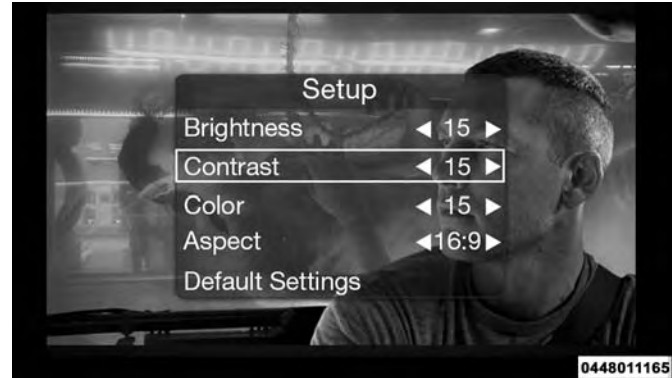 Setup
Brightness ◀ 15 ▶
Contrast ◀ 15 ▶
Color ◀ 15 ▶
Aspect ◀16:9▶
Default Settings
0448011165